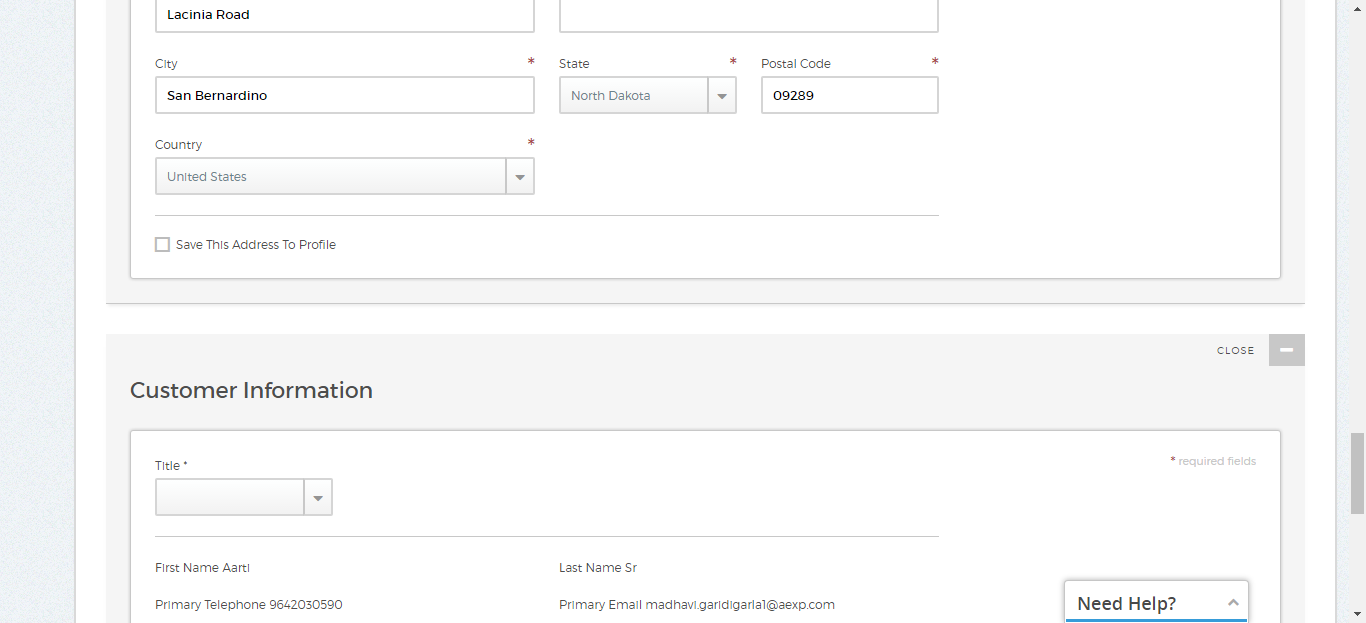 Lacinia Road
City * State * Postal Code *
San Bernardino North Dakota 09289
Country *
United States
Save This Address To Profile
CLOSE
Customer Information
Title *
* required fields
First Name Aarti Last Name Sr
Primary Telephone 9642030590 Primary Email madhavi.garidigarla1@aexp.com
Need Help?